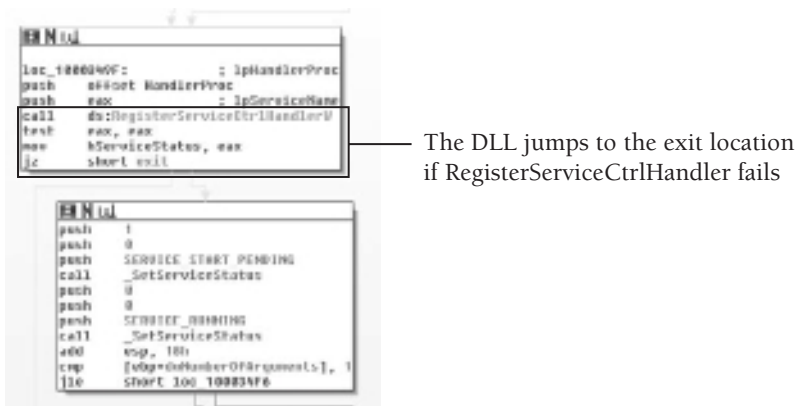 ; lpHandlerProc
push offset HandlerProc
push eax ; lpServiceName
call ds:RegisterServiceCtrlHandlerW
test eax, eax
mov hServiceStatus, eax
jz short exit
The DLL jumps to the exit location
if RegisterServiceCtrlHandler fails
push 1
push 0
push SERVICE_START_PENDING
call _SetServiceStatus
push 0
push 0
push SERVICE_RUNNING
call _SetServiceStatus
add esp, 18h
cmp [ebp+dwNumberOfArguments], 1
jle short